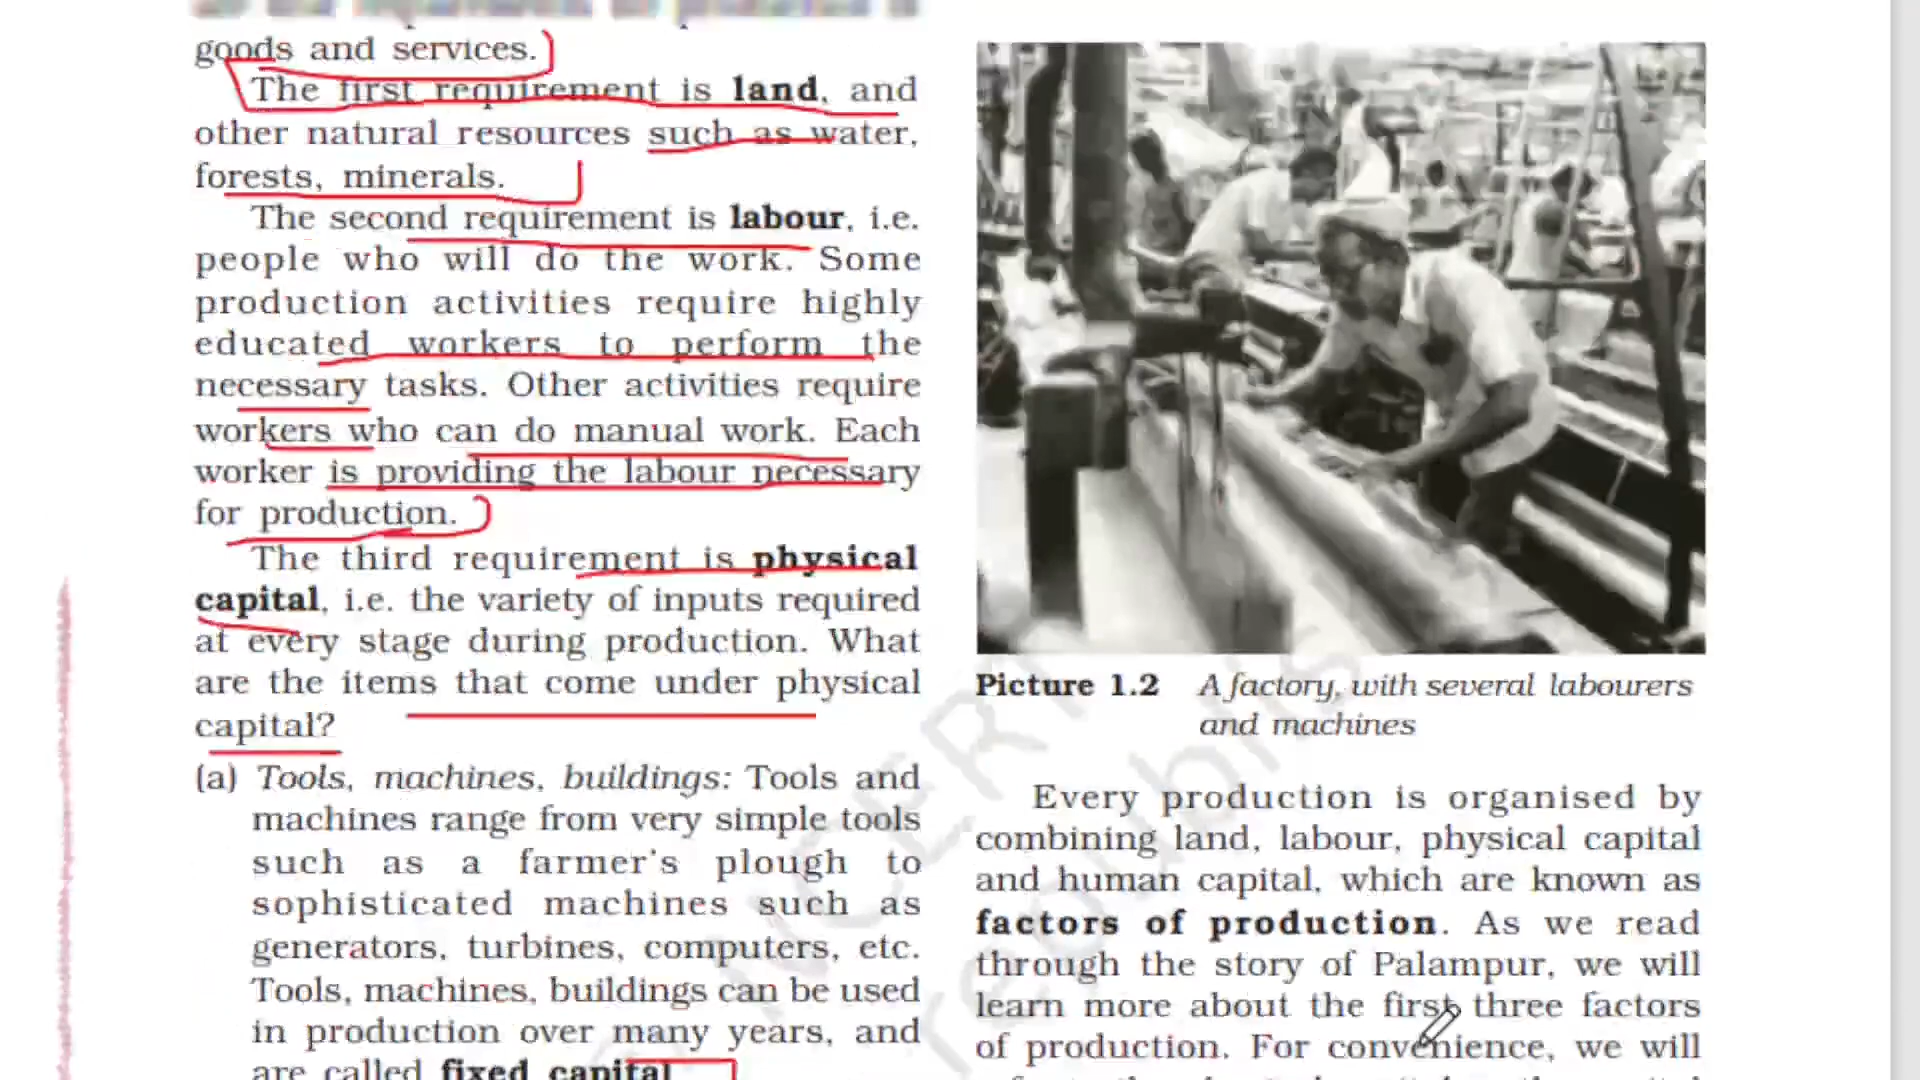 goods and services.
The first requirement is land, and
other natural resources such as water,
forests, minerals.
The second requirement is labour, i.e.
people who will do the work. Some
production activities require highly
educated workers to perform the
necessary tasks. Other activities require
workers who can do manual work. Each
worker is providing the labour necessary
for production.
The third requirement is physical
capital, i.e. the variety of inputs required
at every stage during production. What
are the items that come under physical
capital?
(a) Tools, machines, buildings: Tools and
machines range from very simple tools
such as a farmer's plough to
sophisticated machines such as
generators, turbines, computers, etc.
Tools, machines, buildings can be used
in production over many years, and
are called fixed capital
Picture 1.2 A factory, with several labourers
and machines
Every production is organised by
combining land, labour, physical capital
and human capital, which are known as
factors of production. As we read
through the story of Palampur, we will
learn more about the first three factors
of production. For convenience, we will
NCERT
republis